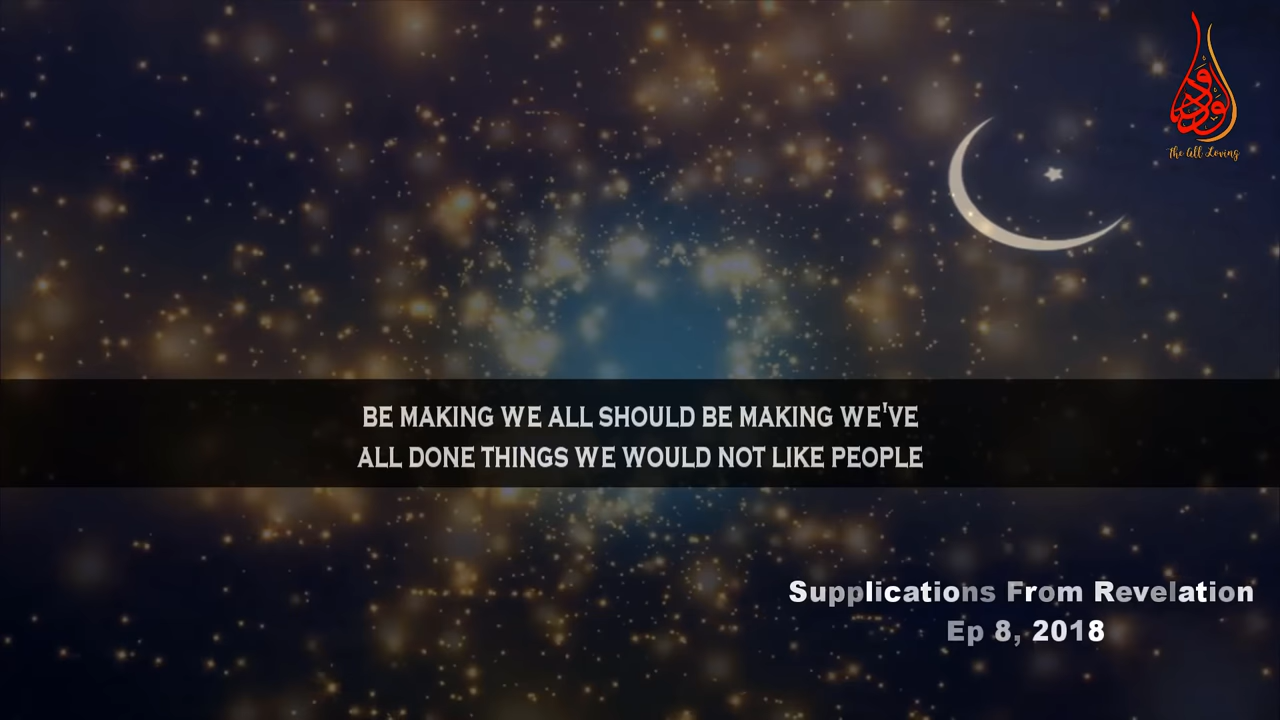 ودود
The All Loving
BE MAKING WE ALL SHOULD BE MAKING WE'VE
ALL DONE THINGS WE WOULD NOT LIKE PEOPLE
Supplications From Revelation
Ep 8, 2018